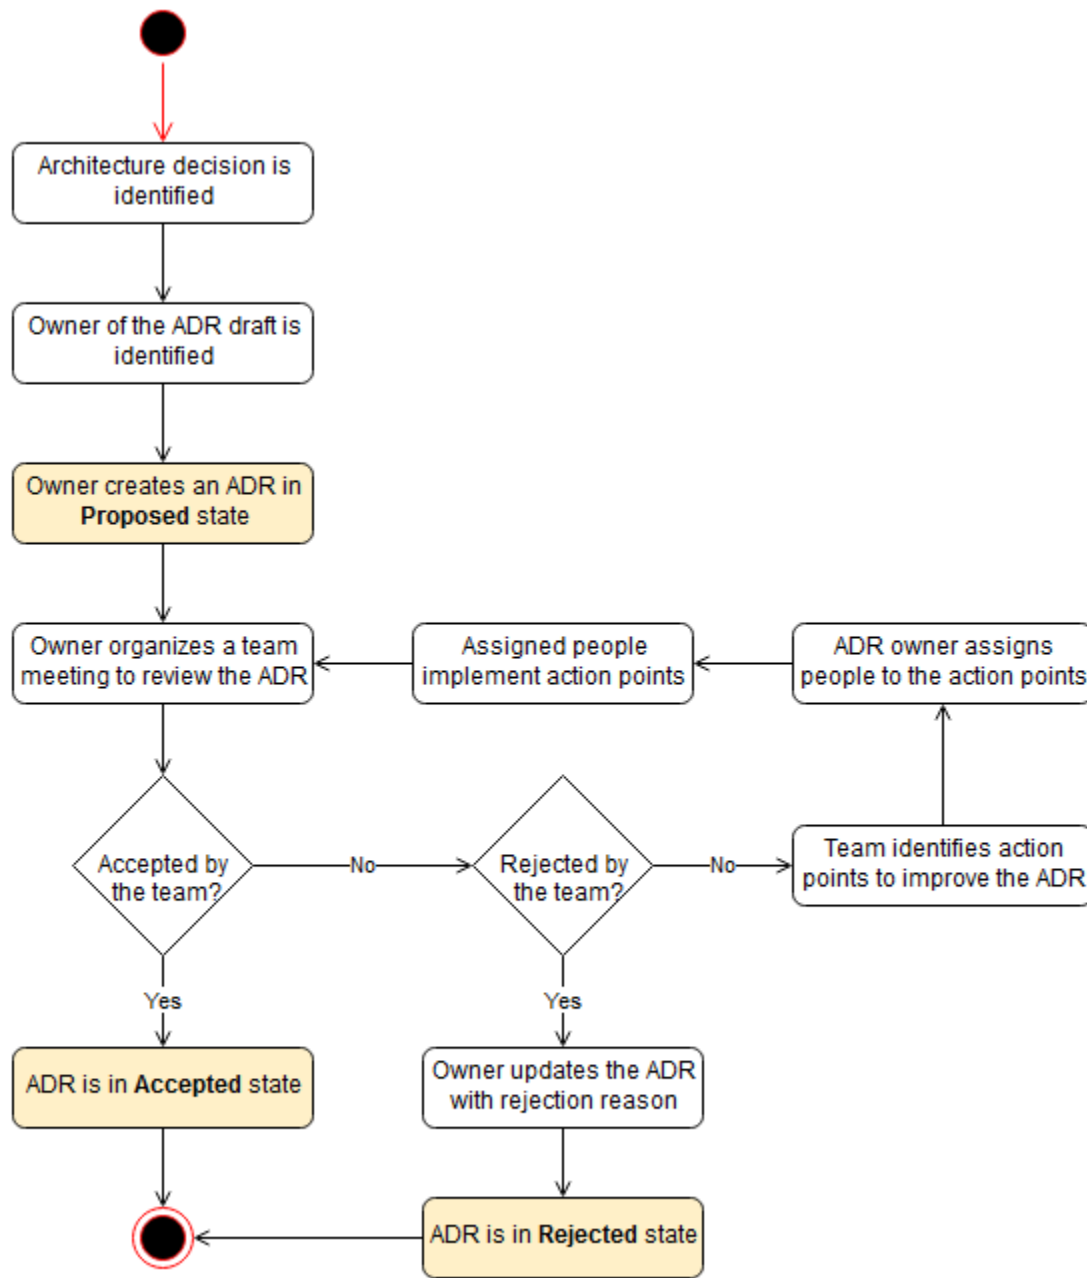 Architecture decision is
identified
Owner of the ADR draft is
identified
Owner creates an ADR in
Proposed state
Owner organizes a team
meeting to review the ADR
Assigned people
implement action points
ADR owner assigns
people to the action points
Accepted by
the team?
No
Rejected by
the team?
No
Team identifies action
points to improve the ADR
Yes
Yes
ADR is in Accepted state
Owner updates the ADR
with rejection reason
ADR is in Rejected state